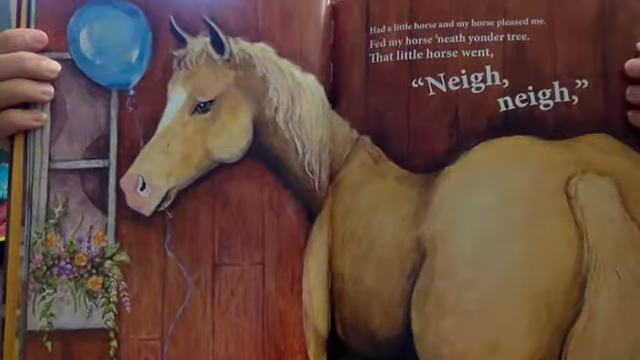 Had a little horse and my horse pleased me.
Fed my horse 'neath yonder tree.
That little horse went,
“Neigh,
neigh,”